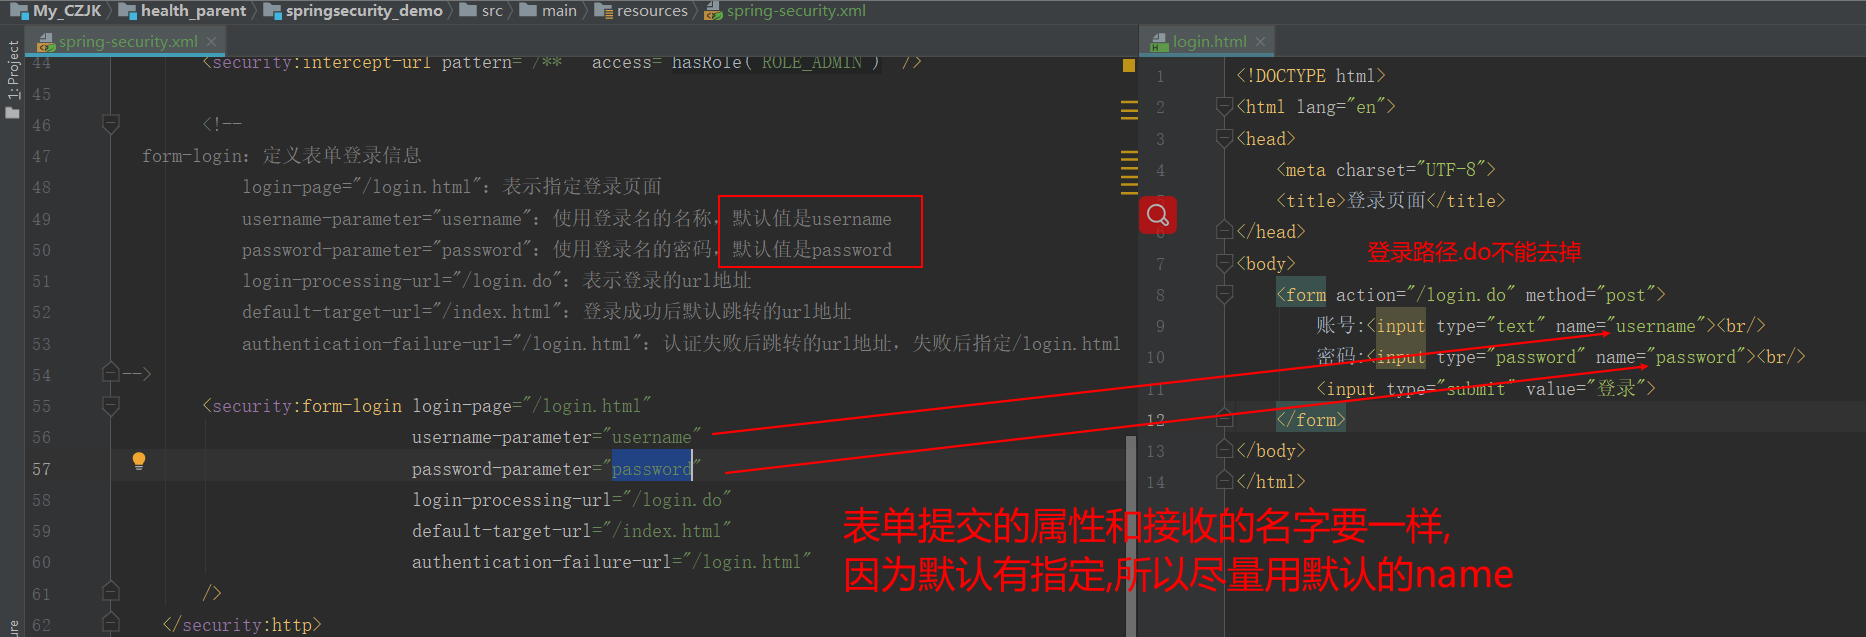 My_CZJK health_parent springsecurity_demo src main resources spring-security.xml
spring-security.xml
1: Project
44 <security:intercept-url pattern="/**" access="hasRole('ROLE_ADMIN')" />
45
46 <!--
47 form-login: 定义表单登录信息
48 login-page="/login.html": 表示指定登录页面
49 username-parameter="username": 使用登录名的名称, 默认值是username
50 password-parameter="password": 使用登录名的密码, 默认值是password
51 login-processing-url="/login.do": 表示登录的url地址
52 default-target-url="/index.html": 登录成功后默认跳转的url地址
53 authentication-failure-url="/login.html": 认证失败后跳转的url地址, 失败后指定/login.html
54 -->
55 <security:form-login login-page="/login.html"
56 username-parameter="username"
57 password-parameter="password"
58 login-processing-url="/login.do"
59 default-target-url="/index.html"
60 authentication-failure-url="/login.html"
61 />
62 </security:http>
login.html
1 <!DOCTYPE html>
2 <html lang="en">
3 <head>
4 <meta charset="UTF-8">
5 <title>登录页面</title>
6 </head>
登录路径.do不能去掉
7 <body>
8 <form action="/login.do" method="post">
9 账号:<input type="text" name="username"><br/>
10 密码:<input type="password" name="password"><br/>
11 <input type="submit" value="登录">
12 </form>
13 </body>
14 </html>
表单提交的属性和接收的名字要一样,
因为默认有指定,所以尽量用默认的name